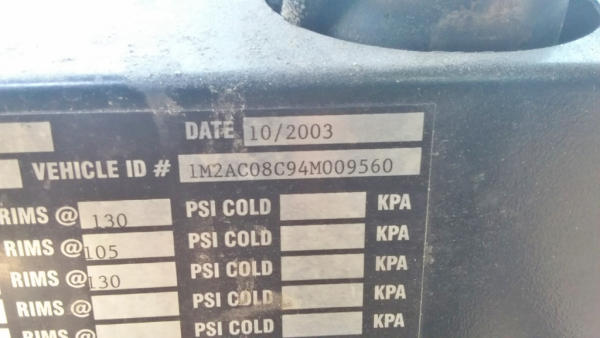 DATE 10/2003
VEHICLE ID # 1M2AC08C94M009560
RIMS @ 130 PSI COLD KPA
RIMS @ 105 PSI COLD KPA
RIMS @ 130 PSI COLD KPA
RIMS @ PSI COLD KPA
RIMS @ PSI COLD KPA